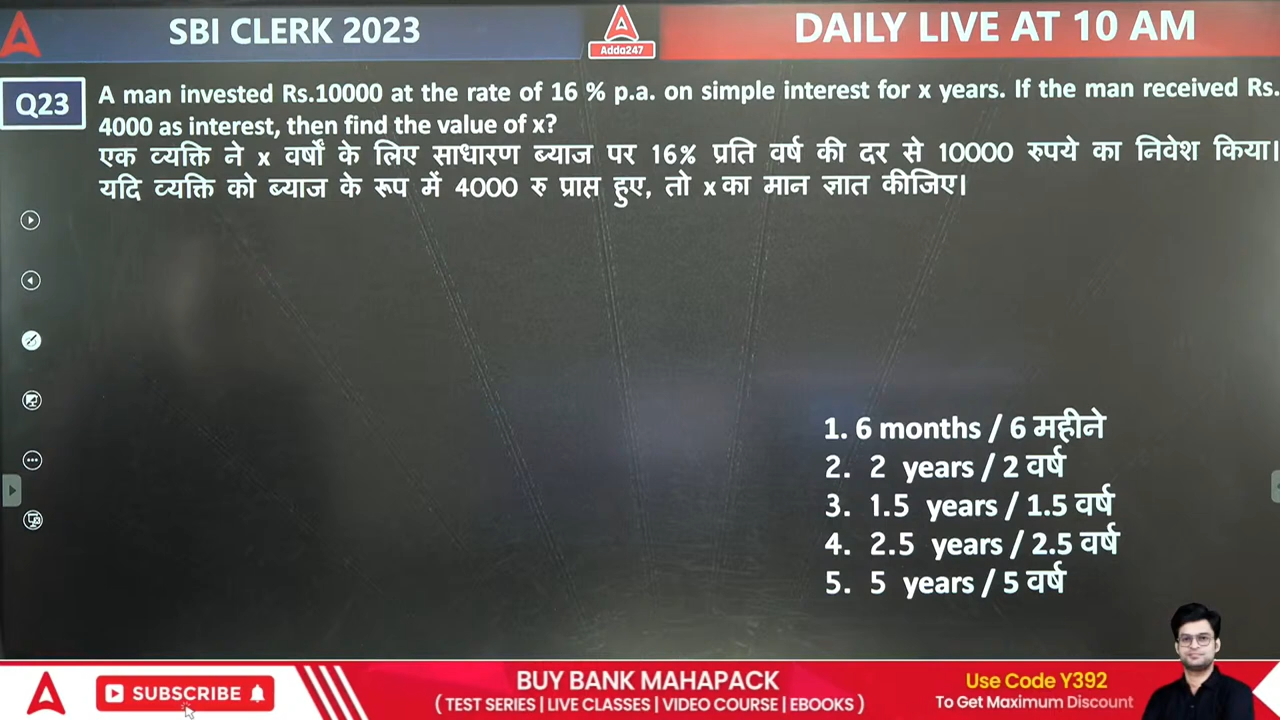 SBI CLERK 2023
Adda247
DAILY LIVE AT 10 AM
Q23
A man invested Rs.10000 at the rate of 16 % p.a. on simple interest for x years. If the man received Rs.
4000 as interest, then find the value of x?
एक व्यक्ति ने x वर्षों के लिए साधारण ब्याज पर 16% प्रति वर्ष की दर से 10000 रुपये का निवेश किया।
यदि व्यक्ति को ब्याज के रूप में 4000 रु प्राप्त हुए, तो x का मान ज्ञात कीजिए।
1. 6 months / 6 महीने
2. 2 years / 2 वर्ष
3. 1.5 years / 1.5 वर्ष
4. 2.5 years / 2.5 वर्ष
5. 5 years / 5 वर्ष
SUBSCRIBE
BUY BANK MAHAPACK
( TEST SERIES | LIVE CLASSES | VIDEO COURSE | EBOOKS )
Use Code Y392
To Get Maximum Discount